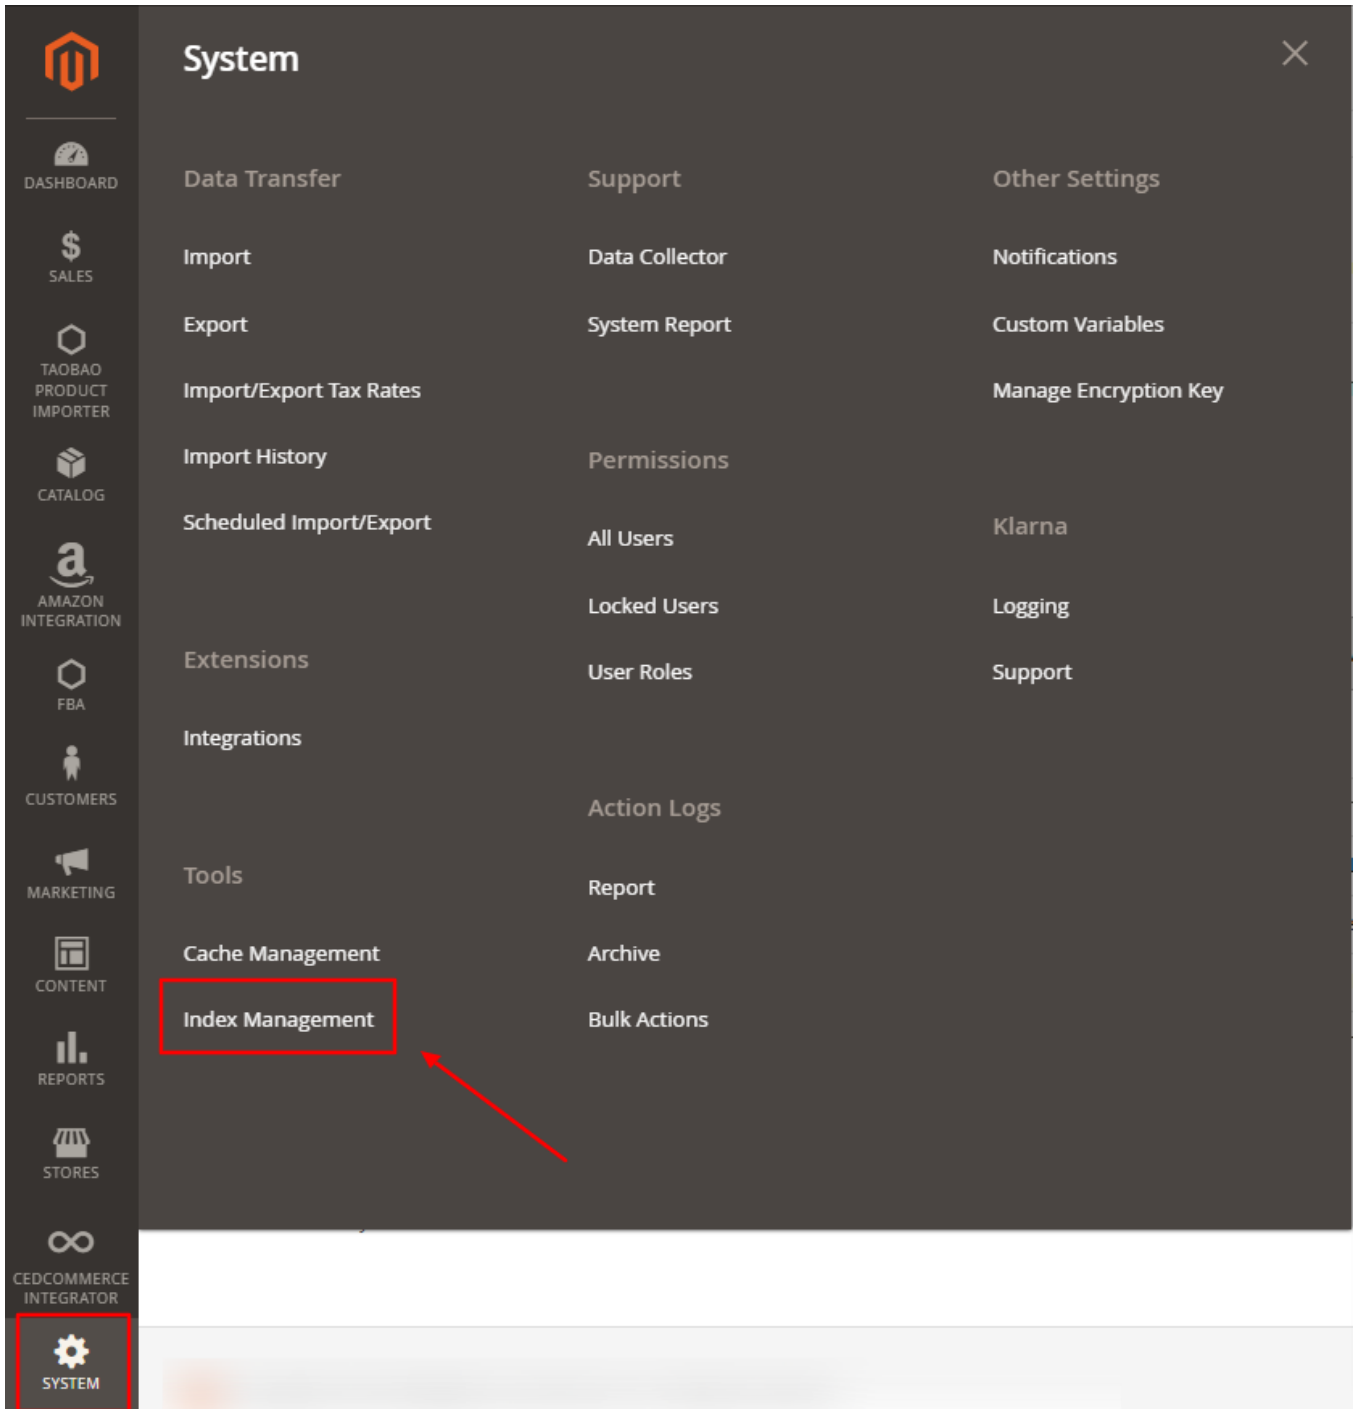 DASHBOARD
SALES
TAOBAO
PRODUCT
IMPORTER
CATALOG
AMAZON
INTEGRATION
FBA
CUSTOMERS
MARKETING
CONTENT
REPORTS
STORES
CEDCOMMERCE
INTEGRATOR
SYSTEM
System
Data Transfer
Import
Export
Import/Export Tax Rates
Import History
Scheduled Import/Export
Extensions
Integrations
Tools
Cache Management
Index Management
Support
Data Collector
System Report
Permissions
All Users
Locked Users
User Roles
Action Logs
Report
Archive
Bulk Actions
Other Settings
Notifications
Custom Variables
Manage Encryption Key
Klarna
Logging
Support